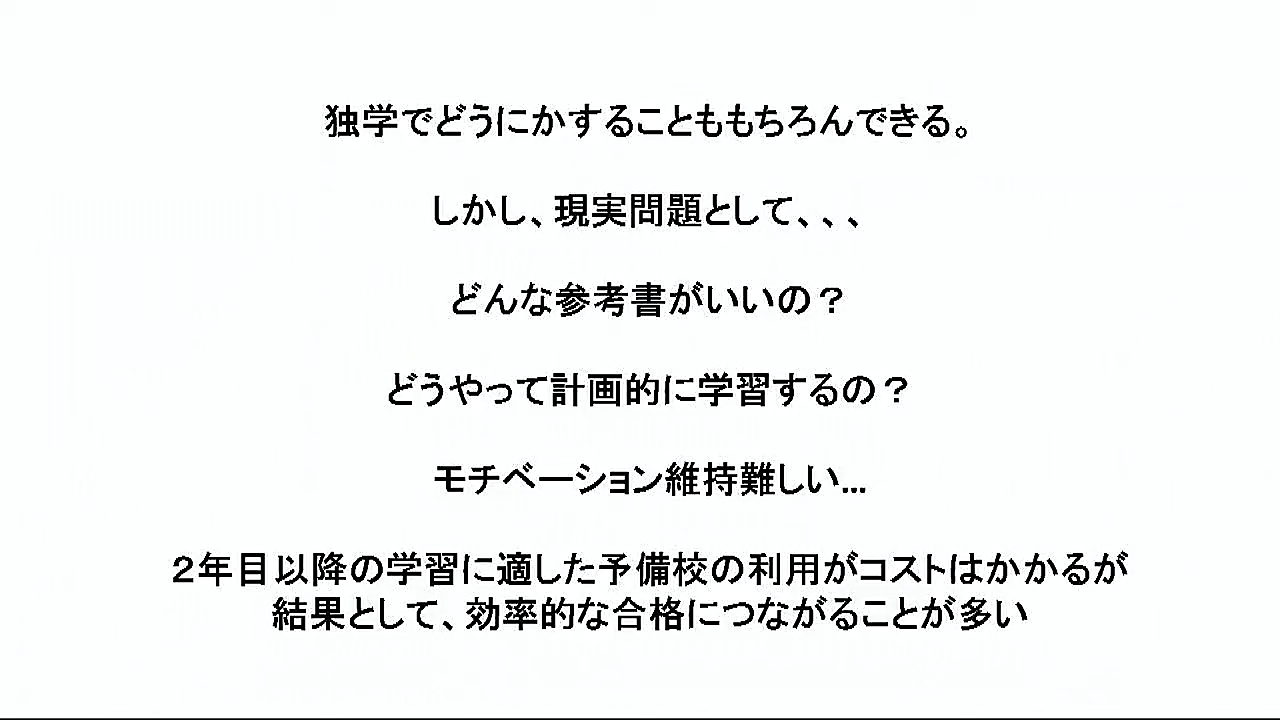 独学でどうにかすることももちろんできる。
しかし、現実問題として、、、
どんな参考書がいいの？
どうやって計画的に学習するの？
モチベーション維持難しい...
２年目以降の学習に適した予備校の利用がコストはかかるが
結果として、効率的な合格につながることが多い